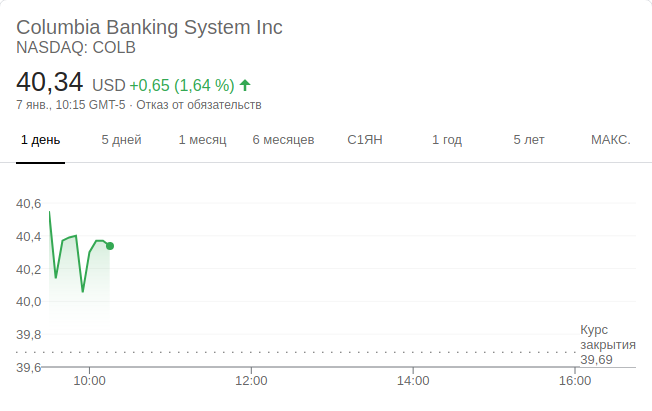 Columbia Banking System Inc
NASDAQ: COLB
40,34 USD +0,65 (1,64 %)
7 янв., 10:15 GMT-5 · Отказ от обязательств
1 день 5 дней 1 месяц 6 месяцев С1ЯН 1 год 5 лет МАКС.
40,6
40,4
40,2
40,0
39,8
39,6
Курс
закрытия
39,69
10:00 12:00 14:00 16:00